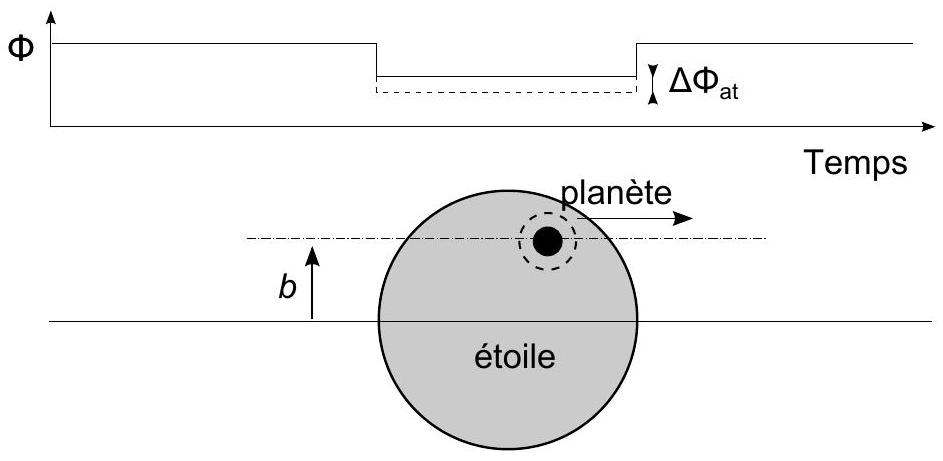 Φ
ΔΦat
Temps
planète
b
étoile